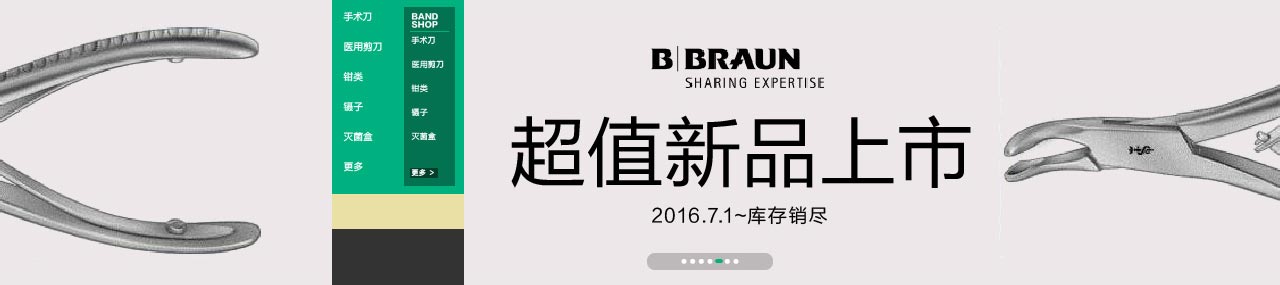 手术刀
医用剪刀
钳类
镊子
灭菌盒
更多
BAND
SHOP
手术刀
医用剪刀
钳类
镊子
灭菌盒
更多 >
B|BRAUN
SHARING EXPERTISE
超值新品上市
2016.7.1~库存销尽